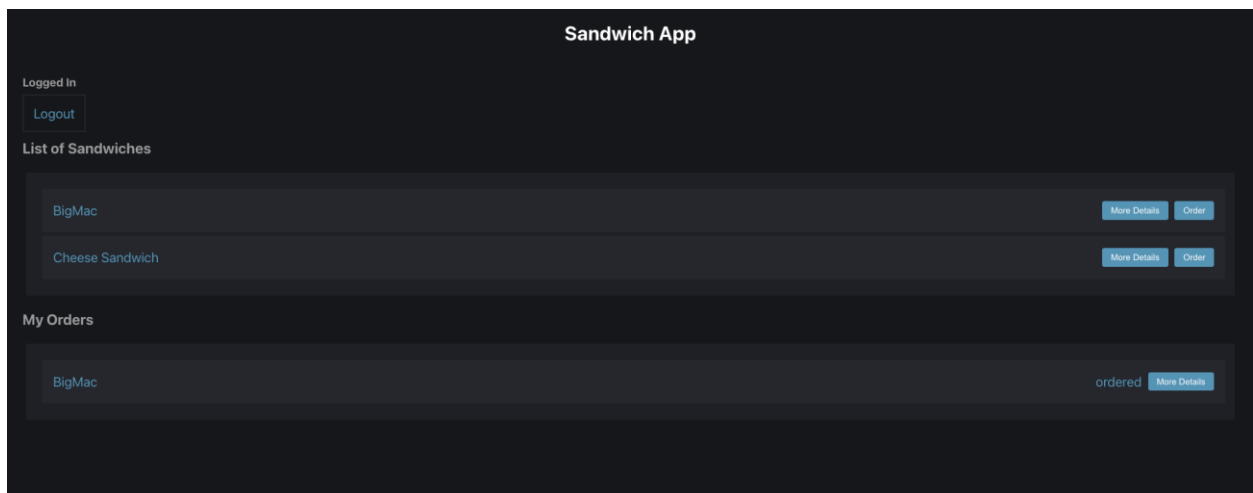 Sandwich App
Logged In
Logout
List of Sandwiches
BigMac More Details Order
Cheese Sandwich More Details Order
My Orders
BigMac ordered More Details